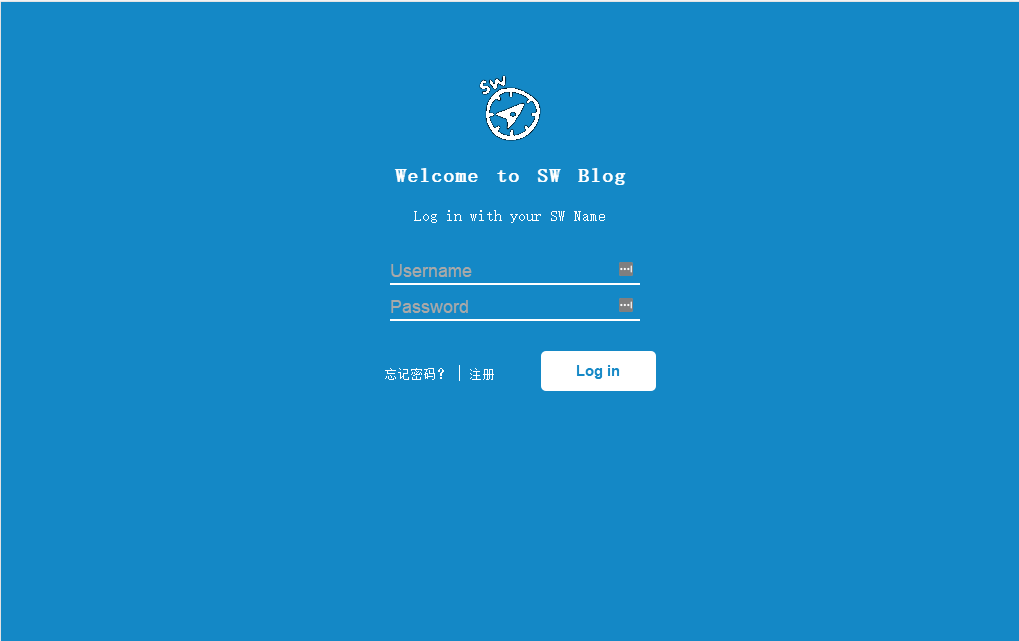 SW
Welcome to SW Blog
Log in with your SW Name
Username
Password
忘记密码? | 注册
Log in